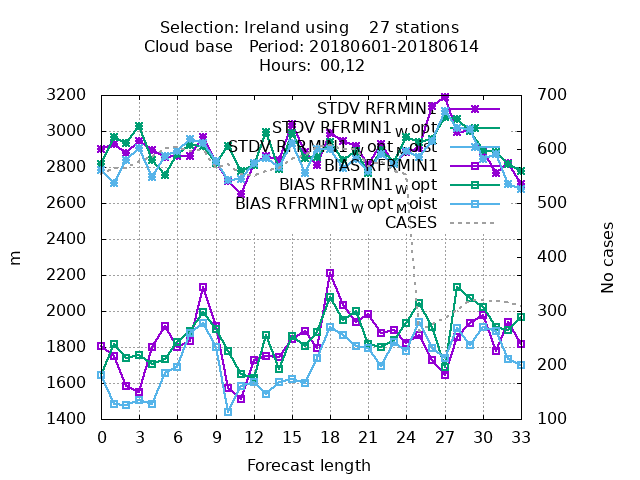 Selection: Ireland using 27 stations
Cloud base Period: 20180601-20180614
Hours: 00,12
3200
3000
2800
2600
2400
2200
2000
1800
1600
1400
m
700
600
500
400
300
200
100
No cases
STDV RFRMIN1
STDV RFRMIN1_W opt
STDV RFRMIN1_W opt_Moist
BIAS RFRMIN1
BIAS RFRMIN1_W opt
BIAS RFRMIN1_W opt_Moist
CASES
0 3 6 9 12 15 18 21 24 27 30 33
Forecast length